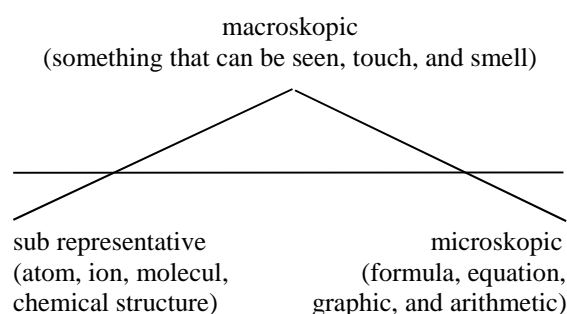 macroskopic
(something that can be seen, touch, and smell)
sub representative
(atom, ion, molecul,
chemical structure)
microskopic
(formula, equation,
graphic, and arithmetic)